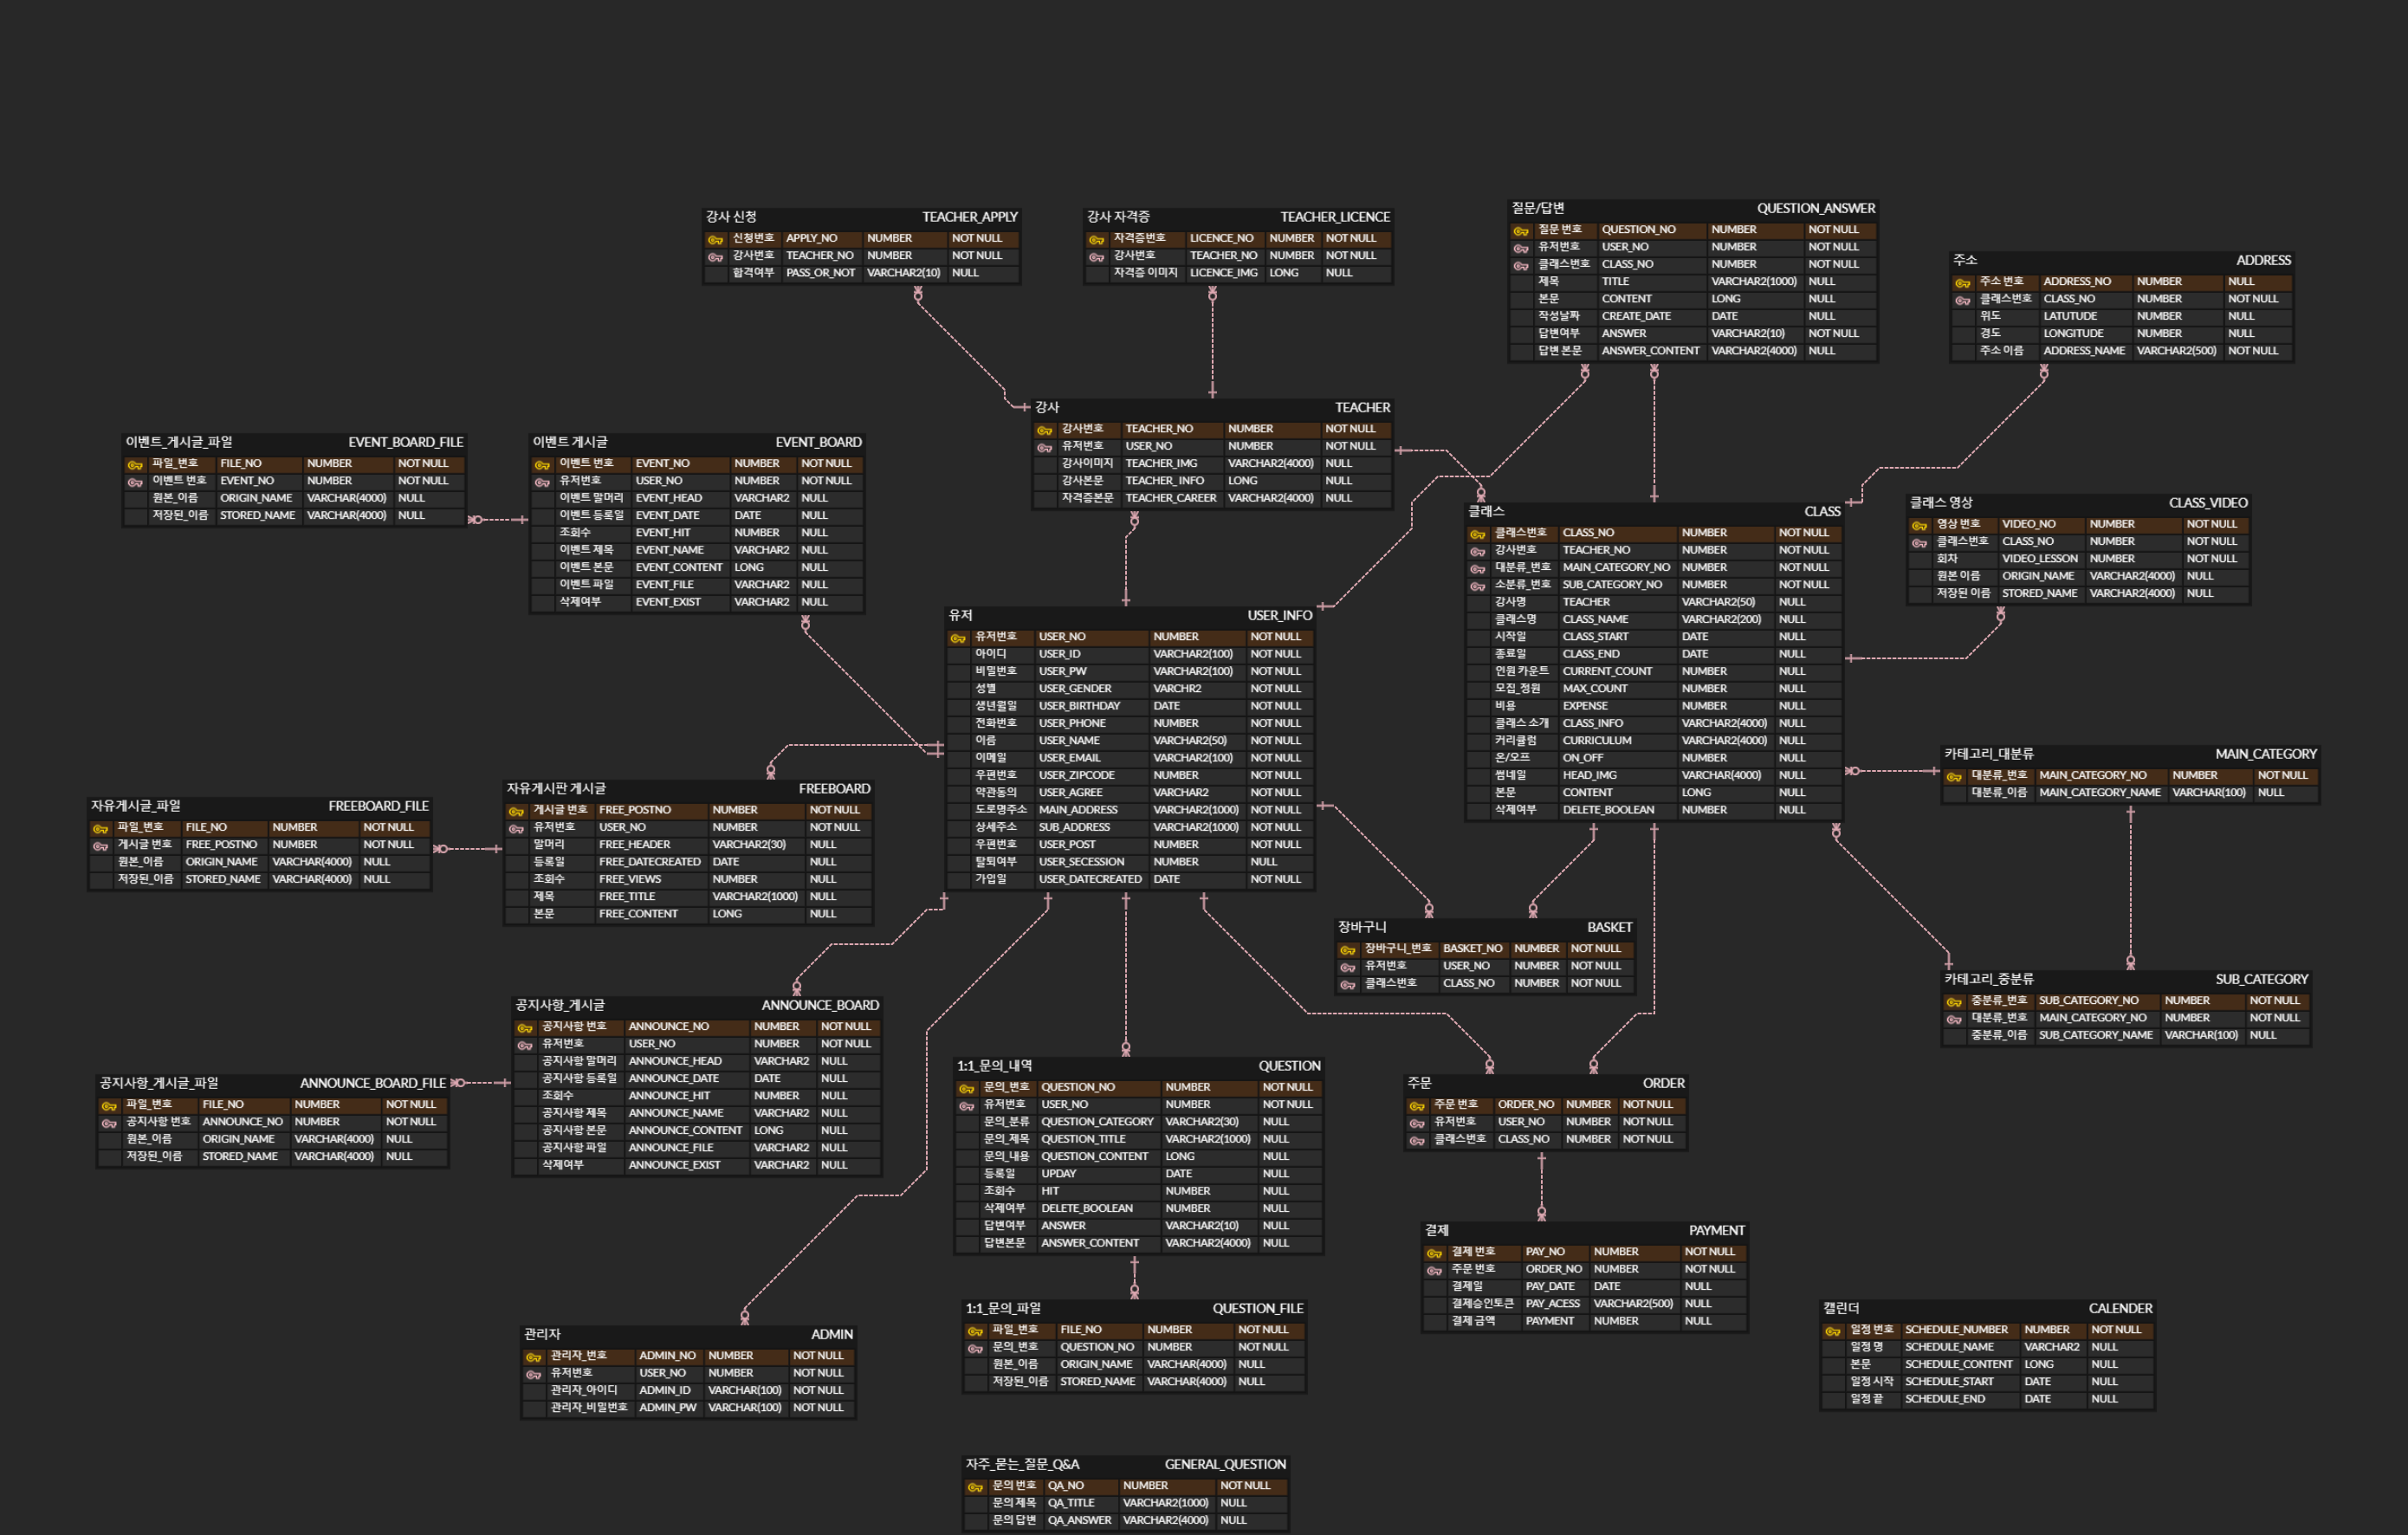 강사 신청 TEACHER_APPLY
신청번호 APPLY_NO NUMBER NOT NULL
강사번호 TEACHER_NO NUMBER NOT NULL
합격여부 PASS_OR_NOT VARCHAR2(10) NULL
강사 자격증 TEACHER_LICENCE
자격증번호 LICENCE_NO NUMBER NOT NULL
강사번호 TEACHER_NO NUMBER NOT NULL
자격증 이미지 LICENCE_IMG LONG NULL
질문/답변 QUESTION_ANSWER
질문 번호 QUESTION_NO NUMBER NOT NULL
유저번호 USER_NO NUMBER NOT NULL
클래스번호 CLASS_NO NUMBER NOT NULL
제목 TITLE VARCHAR2(1000) NULL
본문 CONTENT LONG NULL
작성날짜 CREATE_DATE DATE NULL
답변여부 ANSWER VARCHAR2(10) NOT NULL
답변 본문 ANSWER_CONTENT VARCHAR2(4000) NULL
주소 ADDRESS
주소 번호 ADDRESS_NO NUMBER NULL
클래스번호 CLASS_NO NUMBER NOT NULL
위도 LATUTUDE NUMBER NULL
경도 LONGITUDE NUMBER NULL
주소 이름 ADDRESS_NAME VARCHAR2(500) NOT NULL
강사 TEACHER
강사번호 TEACHER_NO NUMBER NOT NULL
유저번호 USER_NO NUMBER NOT NULL
강사이미지 TEACHER_IMG VARCHAR2(4000) NULL
강사본문 TEACHER_INFO LONG NULL
자격증본문 TEACHER_CAREER VARCHAR2(4000) NULL
이벤트_게시글_파일 EVENT_BOARD_FILE
파일_번호 FILE_NO NUMBER NOT NULL
이벤트 번호 EVENT_NO NUMBER NOT NULL
원본_이름 ORIGIN_NAME VARCHAR(4000) NULL
저장된_이름 STORED_NAME VARCHAR(4000) NULL
이벤트 게시글 EVENT_BOARD
이벤트 번호 EVENT_NO NUMBER NOT NULL
유저번호 USER_NO NUMBER NOT NULL
이벤트 말머리 EVENT_HEAD VARCHAR2 NULL
이벤트 등록일 EVENT_DATE DATE NULL
조회수 EVENT_HIT NUMBER NULL
이벤트 제목 EVENT_NAME VARCHAR2 NULL
이벤트 본문 EVENT_CONTENT LONG NULL
이벤트 파일 EVENT_FILE VARCHAR2 NULL
삭제여부 EVENT_EXIST VARCHAR2 NULL
클래스 CLASS
클래스번호 CLASS_NO NUMBER NOT NULL
강사번호 TEACHER_NO NUMBER NOT NULL
대분류_번호 MAIN_CATEGORY_NO NUMBER NOT NULL
소분류_번호 SUB_CATEGORY_NO NUMBER NOT NULL
강사명 TEACHER VARCHAR2(50) NULL
클래스명 CLASS_NAME VARCHAR2(200) NULL
시작일 CLASS_START DATE NULL
종료일 CLASS_END DATE NULL
인원 카운트 CURRENT_COUNT NUMBER NULL
모집_정원 MAX_COUNT NUMBER NULL
비용 EXPENSE NUMBER NULL
클래스 소개 CLASS_INFO VARCHAR2(4000) NULL
커리큘럼 CURRICULUM VARCHAR2(4000) NULL
온/오프 ON_OFF NUMBER NULL
썸네일 HEAD_IMG VARCHAR(4000) NULL
본문 CONTENT LONG NULL
삭제여부 DELETE_BOOLEAN NUMBER NULL
클래스 영상 CLASS_VIDEO
영상 번호 VIDEO_NO NUMBER NOT NULL
클래스번호 CLASS_NO NUMBER NOT NULL
회차 VIDEO_LESSON NUMBER NOT NULL
원본 이름 ORIGIN_NAME VARCHAR2(4000) NULL
저장된 이름 STORED_NAME VARCHAR2(4000) NULL
유저 USER_INFO
유저번호 USER_NO NUMBER NOT NULL
아이디 USER_ID VARCHAR2(100) NOT NULL
비밀번호 USER_PW VARCHAR2(100) NOT NULL
성별 USER_GENDER VARCHR2 NOT NULL
생년월일 USER_BIRTHDAY DATE NOT NULL
전화번호 USER_PHONE NUMBER NOT NULL
이름 USER_NAME VARCHAR2(50) NOT NULL
이메일 USER_EMAIL VARCHAR2(100) NOT NULL
우편번호 USER_ZIPCODE NUMBER NOT NULL
약관동의 USER_AGREE VARCHAR2 NOT NULL
도로명주소 MAIN_ADDRESS VARCHAR2(1000) NOT NULL
상세주소 SUB_ADDRESS VARCHAR2(1000) NOT NULL
우편번호 USER_POST NUMBER NOT NULL
탈퇴여부 USER_SECESSION NUMBER NULL
가입일 USER_DATECREATED DATE NOT NULL
카테고리_대분류 MAIN_CATEGORY
대분류_번호 MAIN_CATEGORY_NO NUMBER NOT NULL
대분류_이름 MAIN_CATEGORY_NAME VARCHAR(100) NULL
자유게시글_파일 FREEBOARD_FILE
파일_번호 FILE_NO NUMBER NOT NULL
게시글 번호 FREE_POSTNO NUMBER NOT NULL
원본_이름 ORIGIN_NAME VARCHAR(4000) NULL
저장된_이름 STORED_NAME VARCHAR(4000) NULL
자유게시판 게시글 FREEBOARD
게시글 번호 FREE_POSTNO NUMBER NOT NULL
유저번호 USER_NO NUMBER NOT NULL
말머리 FREE_HEADER VARCHAR2(30) NULL
등록일 FREE_DATECREATED DATE NULL
조회수 FREE_VIEWS NUMBER NULL
제목 FREE_TITLE VARCHAR2(1000) NULL
본문 FREE_CONTENT LONG NULL
장바구니 BASKET
장바구니_번호 BASKET_NO NUMBER NOT NULL
유저번호 USER_NO NUMBER NOT NULL
클래스번호 CLASS_NO NUMBER NOT NULL
카테고리_중분류 SUB_CATEGORY
중분류_번호 SUB_CATEGORY_NO NUMBER NOT NULL
대분류_번호 MAIN_CATEGORY_NO NUMBER NOT NULL
중분류_이름 SUB_CATEGORY_NAME VARCHAR(100) NULL
공지사항_게시글_파일 ANNOUNCE_BOARD_FILE
파일_번호 FILE_NO NUMBER NOT NULL
공지사항 번호 ANNOUNCE_NO NUMBER NOT NULL
원본_이름 ORIGIN_NAME VARCHAR(4000) NULL
저장된_이름 STORED_NAME VARCHAR(4000) NULL
공지사항_게시글 ANNOUNCE_BOARD
공지사항 번호 ANNOUNCE_NO NUMBER NOT NULL
유저번호 USER_NO NUMBER NOT NULL
공지사항 말머리 ANNOUNCE_HEAD VARCHAR2 NULL
공지사항 등록일 ANNOUNCE_DATE DATE NULL
조회수 ANNOUNCE_HIT NUMBER NULL
공지사항 제목 ANNOUNCE_NAME VARCHAR2 NULL
공지사항 본문 ANNOUNCE_CONTENT LONG NULL
공지사항 파일 ANNOUNCE_FILE VARCHAR2 NULL
삭제여부 ANNOUNCE_EXIST VARCHAR2 NULL
1:1_문의_내역 QUESTION
문의_번호 QUESTION_NO NUMBER NOT NULL
유저번호 USER_NO NUMBER NOT NULL
문의_분류 QUESTION_CATEGORY VARCHAR2(30) NULL
문의_제목 QUESTION_TITLE VARCHAR2(1000) NULL
문의_내용 QUESTION_CONTENT LONG NULL
등록일 UPDAY DATE NULL
조회수 HIT NUMBER NULL
삭제여부 DELETE_BOOLEAN NUMBER NULL
답변여부 ANSWER VARCHAR2(10) NULL
답변본문 ANSWER_CONTENT VARCHAR2(4000) NULL
주문 ORDER
주문 번호 ORDER_NO NUMBER NOT NULL
유저번호 USER_NO NUMBER NOT NULL
클래스번호 CLASS_NO NUMBER NOT NULL
결제 PAYMENT
결제 번호 PAY_NO NUMBER NOT NULL
주문 번호 ORDER_NO NUMBER NOT NULL
결제일 PAY_DATE DATE NULL
결제승인토큰 PAY_ACESS VARCHAR2(500) NULL
결제 금액 PAYMENT NUMBER NULL
관리자 ADMIN
관리자_번호 ADMIN_NO NUMBER NOT NULL
유저번호 USER_NO NUMBER NOT NULL
관리자_아이디 ADMIN_ID VARCHAR(100) NOT NULL
관리자_비밀번호 ADMIN_PW VARCHAR(100) NOT NULL
1:1_문의_파일 QUESTION_FILE
파일_번호 FILE_NO NUMBER NOT NULL
문의_번호 QUESTION_NO NUMBER NOT NULL
원본_이름 ORIGIN_NAME VARCHAR(4000) NULL
저장된_이름 STORED_NAME VARCHAR(4000) NULL
캘린더 CALENDER
일정 번호 SCHEDULE_NUMBER NUMBER NOT NULL
일정 명 SCHEDULE_NAME VARCHAR2 NULL
본문 SCHEDULE_CONTENT LONG NULL
일정 시작 SCHEDULE_START DATE NULL
일정 끝 SCHEDULE_END DATE NULL
자주_묻는_질문_Q&A GENERAL_QUESTION
문의 번호 QA_NO NUMBER NOT NULL
문의 제목 QA_TITLE VARCHAR2(1000) NULL
문의 답변 QA_ANSWER VARCHAR2(4000) NULL